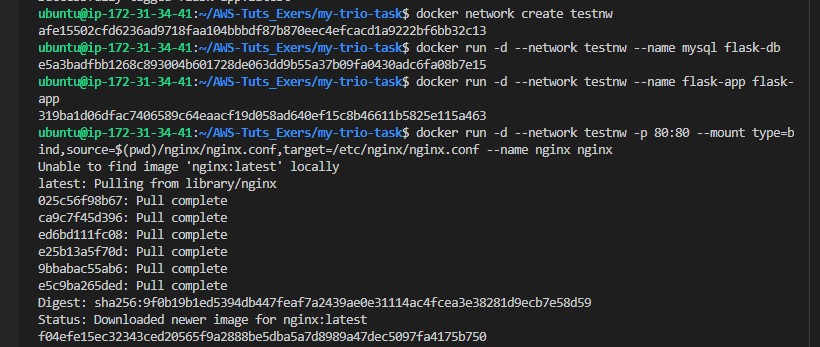 ubuntu@ip-172-31-34-41:~/AWS-Tuts_Exers/my-trio-task$ docker network create testnw
afe15502cfd6236ad9718faa104bbbdf87b870eec4efcacd1a9222bf6bb32c13
ubuntu@ip-172-31-34-41:~/AWS-Tuts_Exers/my-trio-task$ docker run -d --network testnw --name mysql flask-db
e5a3badfbb1268c893004b601728de063dd9b55a37b09fa0430adc6fa08b7e15
ubuntu@ip-172-31-34-41:~/AWS-Tuts_Exers/my-trio-task$ docker run -d --network testnw --name flask-app flask-
app
319ba1d06dfac7406589c64eaacf19d058ad640ef15c8b46611b5825e115a463
ubuntu@ip-172-31-34-41:~/AWS-Tuts_Exers/my-trio-task$ docker run -d --network testnw -p 80:80 --mount type=b
ind,source=$(pwd)/nginx/nginx.conf,target=/etc/nginx/nginx.conf --name nginx nginx
Unable to find image 'nginx:latest' locally
latest: Pulling from library/nginx
025c56f98b67: Pull complete
ca9c7f45d396: Pull complete
ed6bd111fc08: Pull complete
e25b13a5f70d: Pull complete
9bbabac55ab6: Pull complete
e5c9ba265ded: Pull complete
Digest: sha256:9f0b19b1ed5394db447feaf7a2439ae0e31114ac4fcea3e38281d9ecb7e58d59
Status: Downloaded newer image for nginx:latest
f04efe15ec32343ced20565f9a2888be5dba5a7d8989a47dec5097fa4175b750